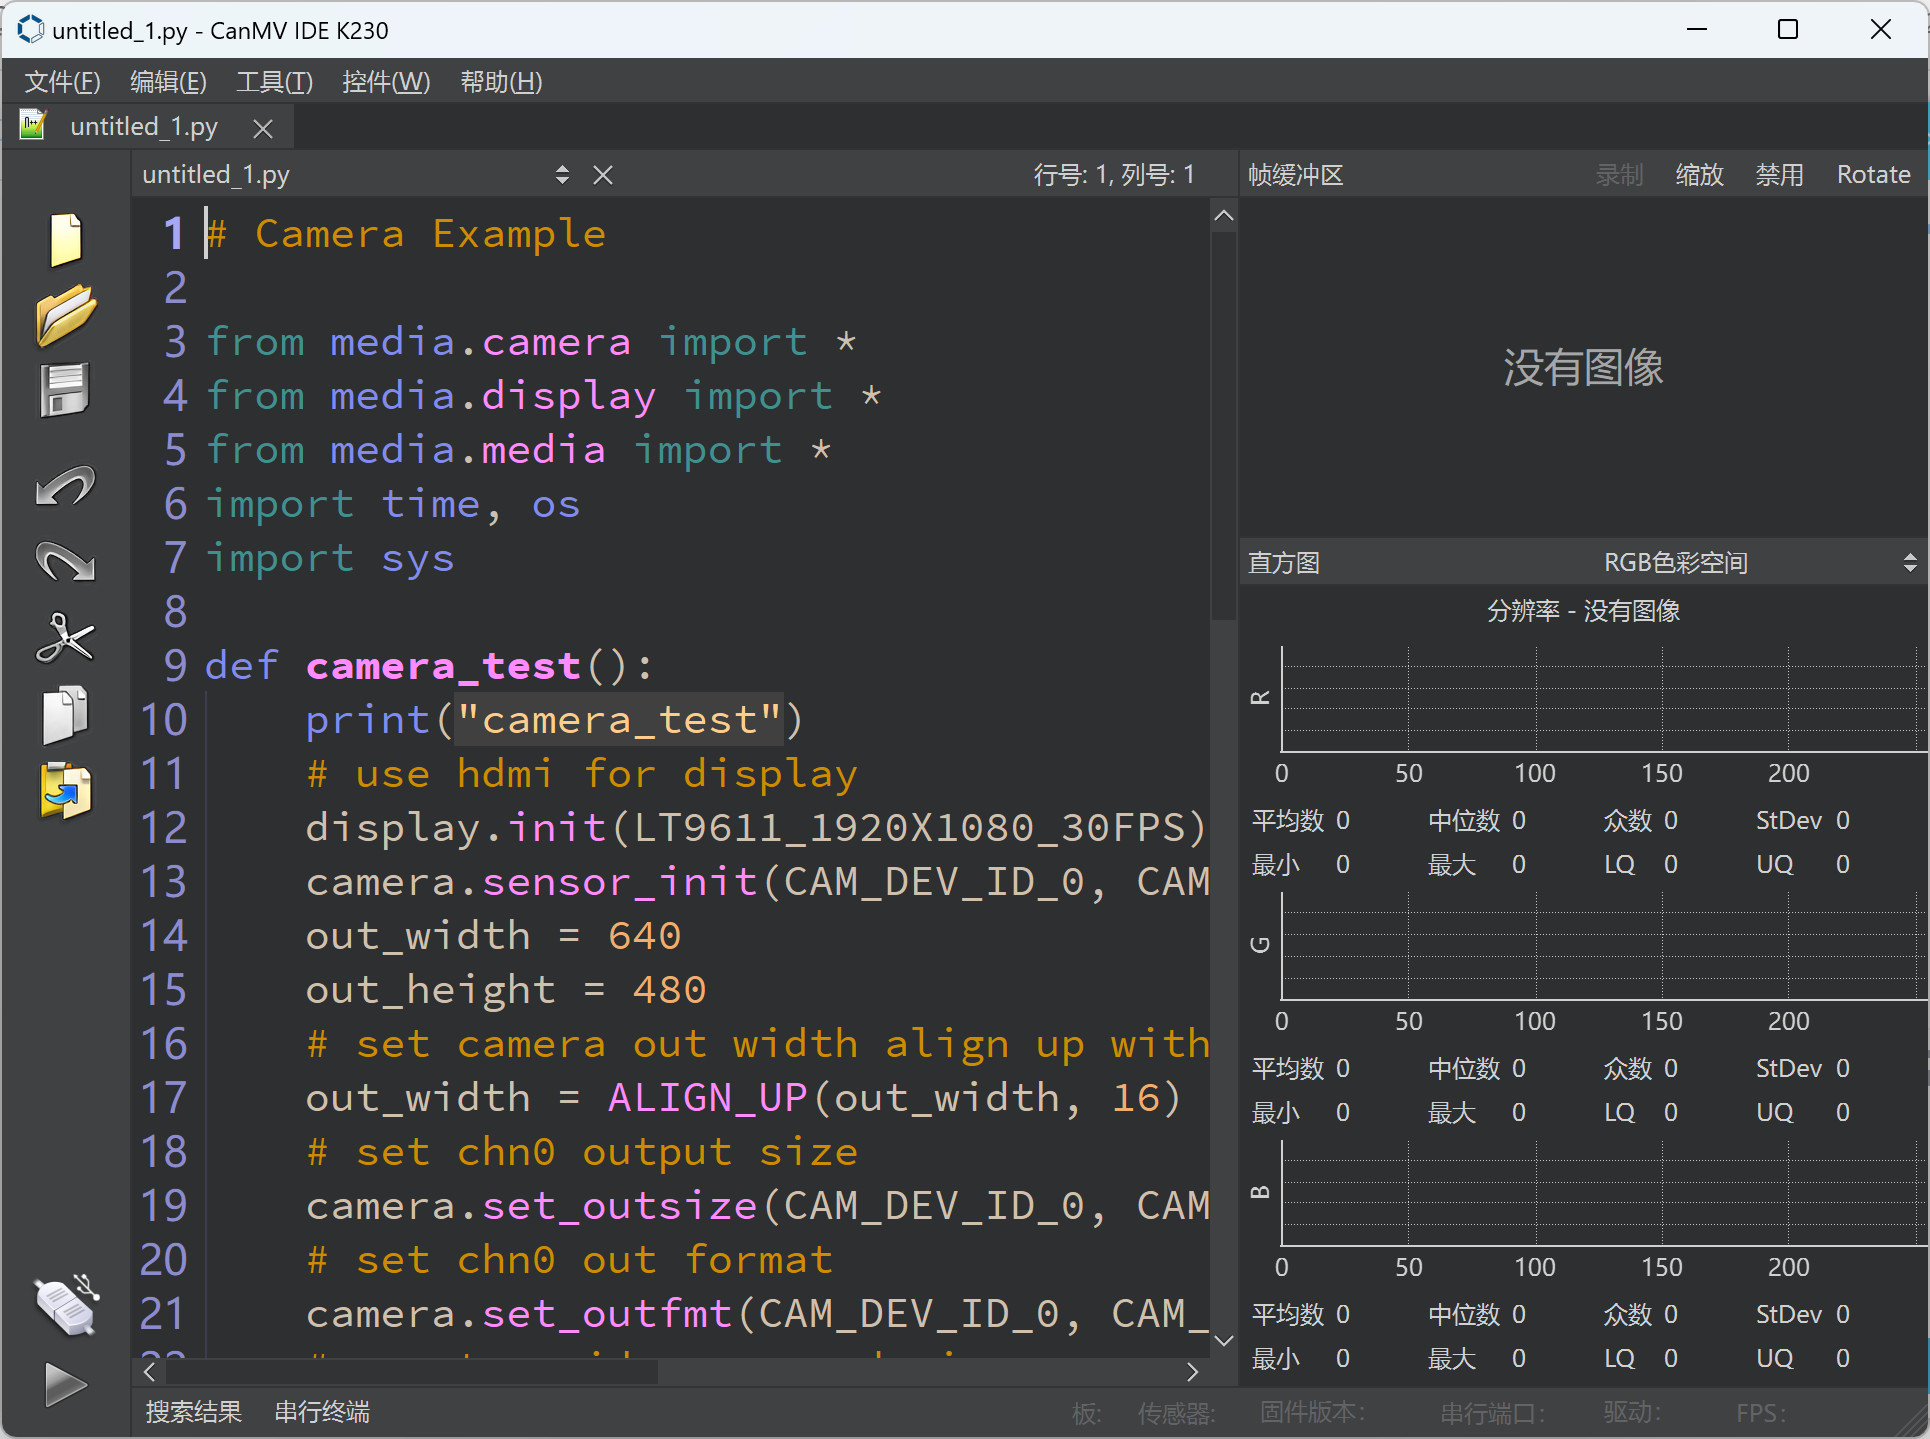 untitled_1.py - CanMV IDE K230
文件(F) 编辑(E) 工具(T) 控件(W) 帮助(H)
untitled_1.py
untitled_1.py 行号: 1, 列号: 1
1 # Camera Example
2
3 from media.camera import *
4 from media.display import *
5 from media.media import *
6 import time, os
7 import sys
8
9 def camera_test():
10 print("camera_test")
11 # use hdmi for display
12 display.init(LT9611_1920X1080_30FPS)
13 camera.sensor_init(CAM_DEV_ID_0, CAM
14 out_width = 640
15 out_height = 480
16 # set camera out width align up with
17 out_width = ALIGN_UP(out_width, 16)
18 # set chn0 output size
19 camera.set_outsize(CAM_DEV_ID_0, CAM
20 # set chn0 out format
21 camera.set_outfmt(CAM_DEV_ID_0, CAM_
帧缓冲区 录制 缩放 禁用 Rotate
没有图像
直方图 RGB色彩空间
分辨率 - 没有图像
R
0 50 100 150 200
平均数 0 中位数 0 众数 0 StDev 0
最小 0 最大 0 LQ 0 UQ 0
G
0 50 100 150 200
平均数 0 中位数 0 众数 0 StDev 0
最小 0 最大 0 LQ 0 UQ 0
B
0 50 100 150 200
平均数 0 中位数 0 众数 0 StDev 0
最小 0 最大 0 LQ 0 UQ 0
搜索结果 串行终端 板: 传感器: 固件版本: 串行端口: 驱动: FPS: